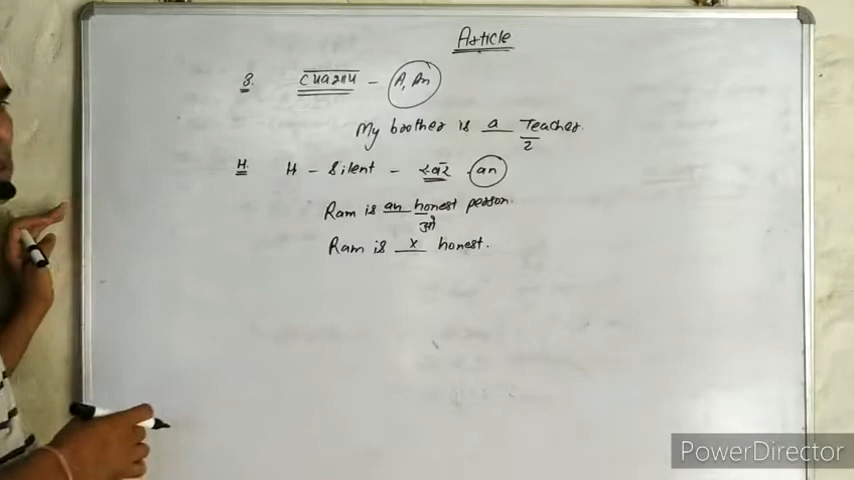 Article
8. व्यवसाय - A, An
My brother is a Teacher.
ट
H. H - Silent - स्वर - an
Ram is an honest person.
ऑ
Ram is x honest.
PowerDirector